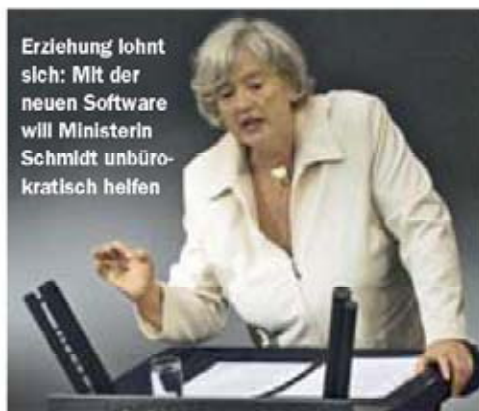 Erziehung lohnt
sich: Mit der
neuen Software
will Ministerin
Schmidt unbüro-
kratisch helfen